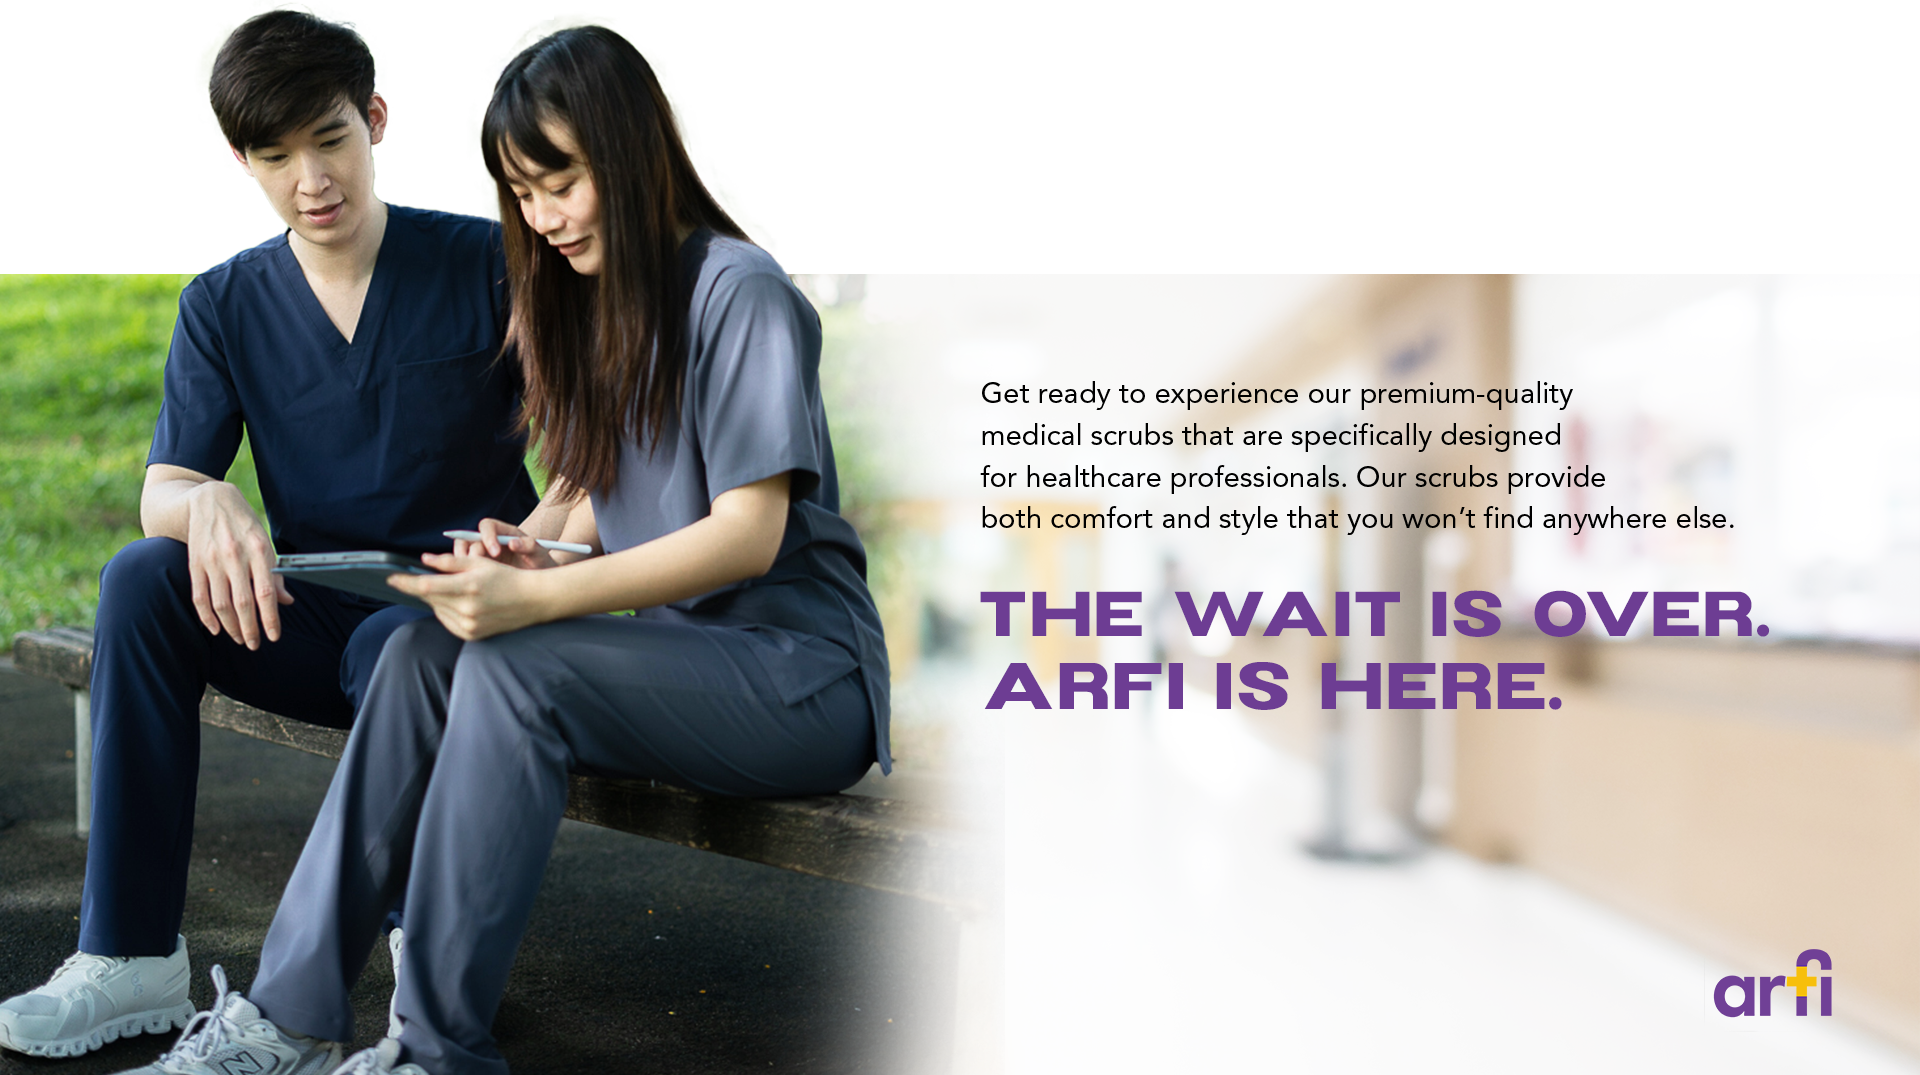 Get ready to experience our premium-quality
medical scrubs that are specifically designed
for healthcare professionals. Our scrubs provide
both comfort and style that you won't find anywhere else.
THE WAIT IS OVER.
ARFI IS HERE.
arfi
N